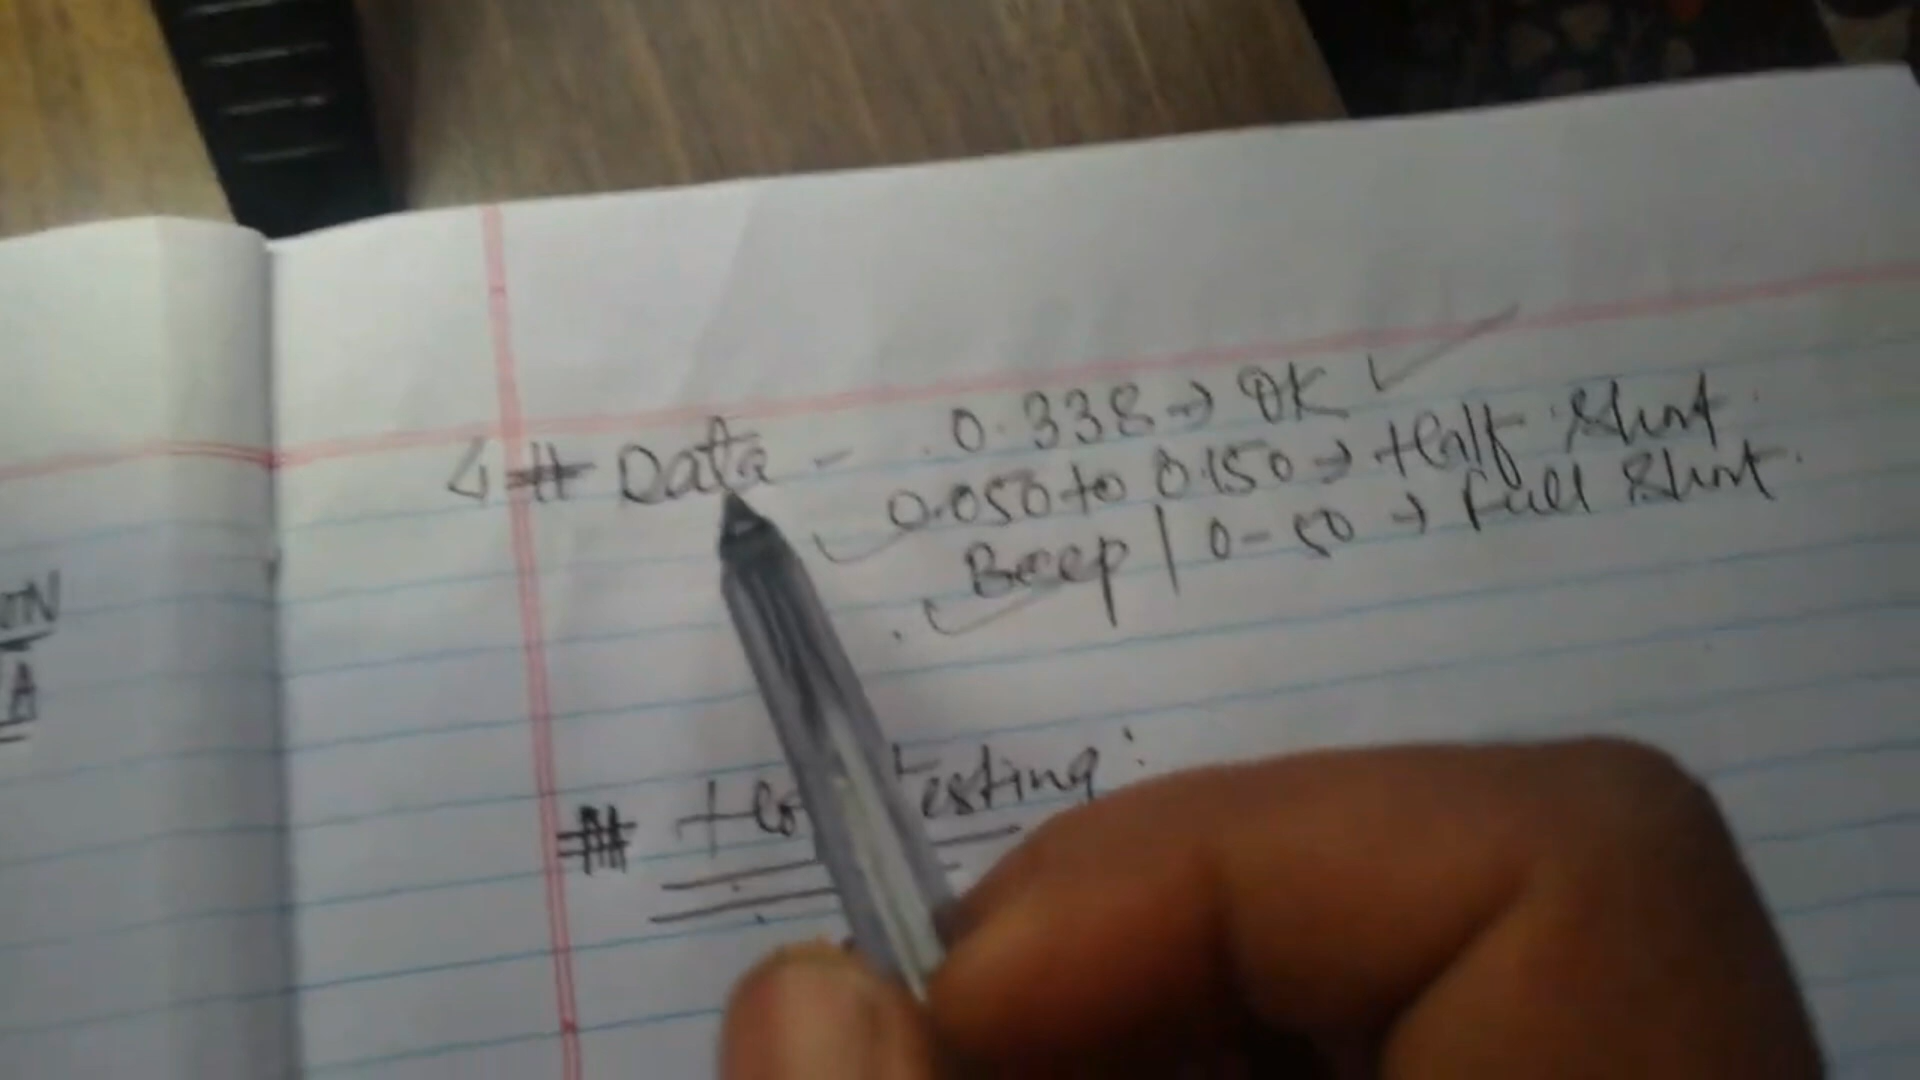 4 # Data - 0.338 → OK ✓
0.050 to 0.150 → Half Short
Beep | 0-50 → Full Short
# Testing:
A